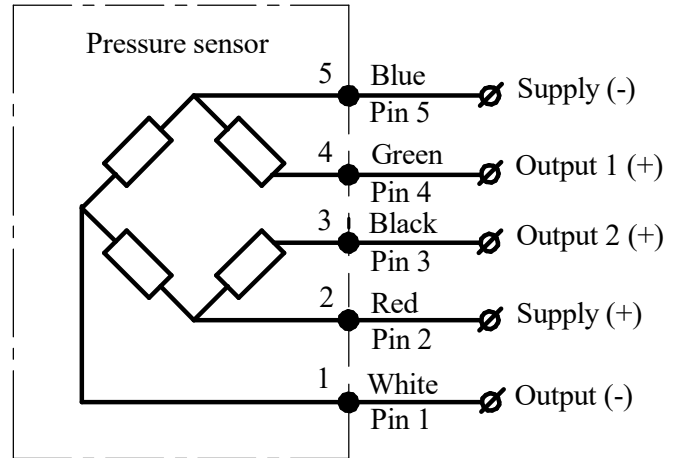 Pressure sensor
5 Blue Supply (-)
Pin 5
4 Green Output 1 (+)
Pin 4
3 Black Output 2 (+)
Pin 3
2 Red Supply (+)
Pin 2
1 White Output (-)
Pin 1